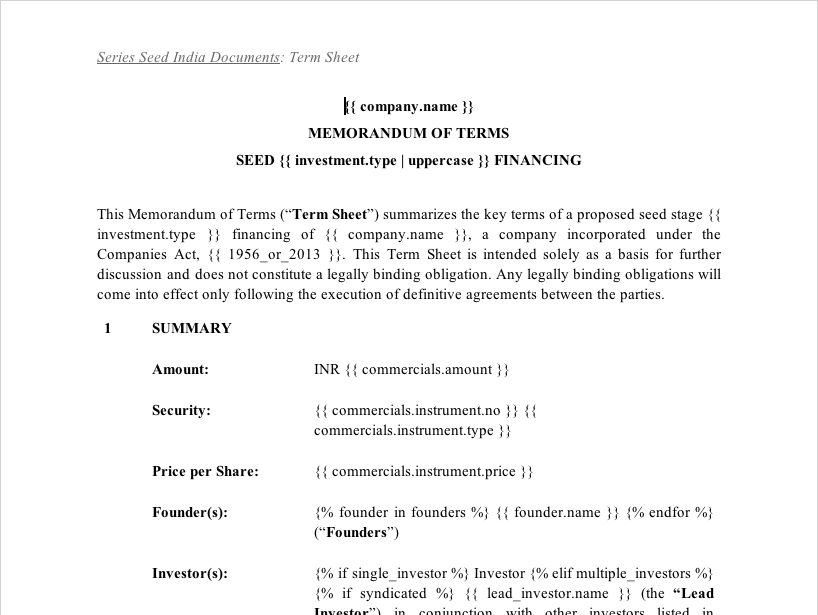 Series Seed India Documents: Term Sheet
{{ company.name }}
MEMORANDUM OF TERMS
SEED {{ investment.type | uppercase }} FINANCING
This Memorandum of Terms (“Term Sheet”) summarizes the key terms of a proposed seed stage {{
investment.type }} financing of {{ company.name }}, a company incorporated under the
Companies Act, {{ 1956_or_2013 }}. This Term Sheet is intended solely as a basis for further
discussion and does not constitute a legally binding obligation. Any legally binding obligations will
come into effect only following the execution of definitive agreements between the parties.
1 SUMMARY
Amount: INR {{ commercials.amount }}
Security: {{ commercials.instrument.no }} {{
commercials.instrument.type }}
Price per Share: {{ commercials.instrument.price }}
Founder(s): {% founder in founders %} {{ founder.name }} {% endfor %}
(“Founders”)
Investor(s): {% if single_investor %} Investor {% elif multiple_investors %}
{% if syndicated %} {{ lead_investor.name }} (the “Lead
Investor”) in conjunction with other investors listed in